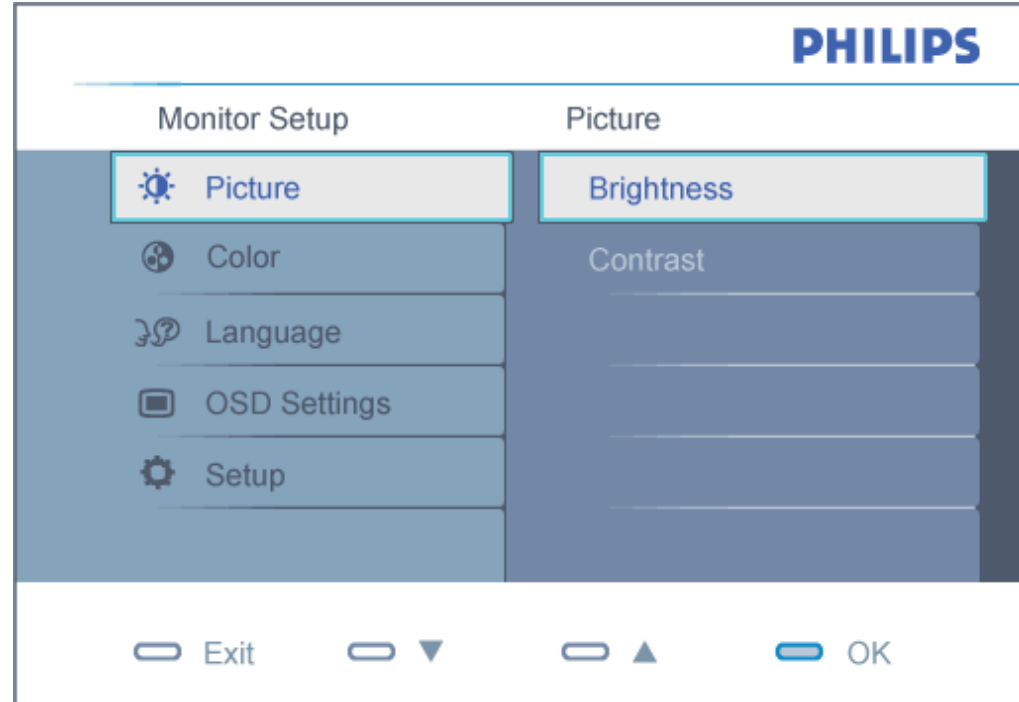 PHILIPS
Monitor Setup Picture
Picture Brightness
Color Contrast
Language
OSD Settings
Setup
Exit ▼ ▲ OK